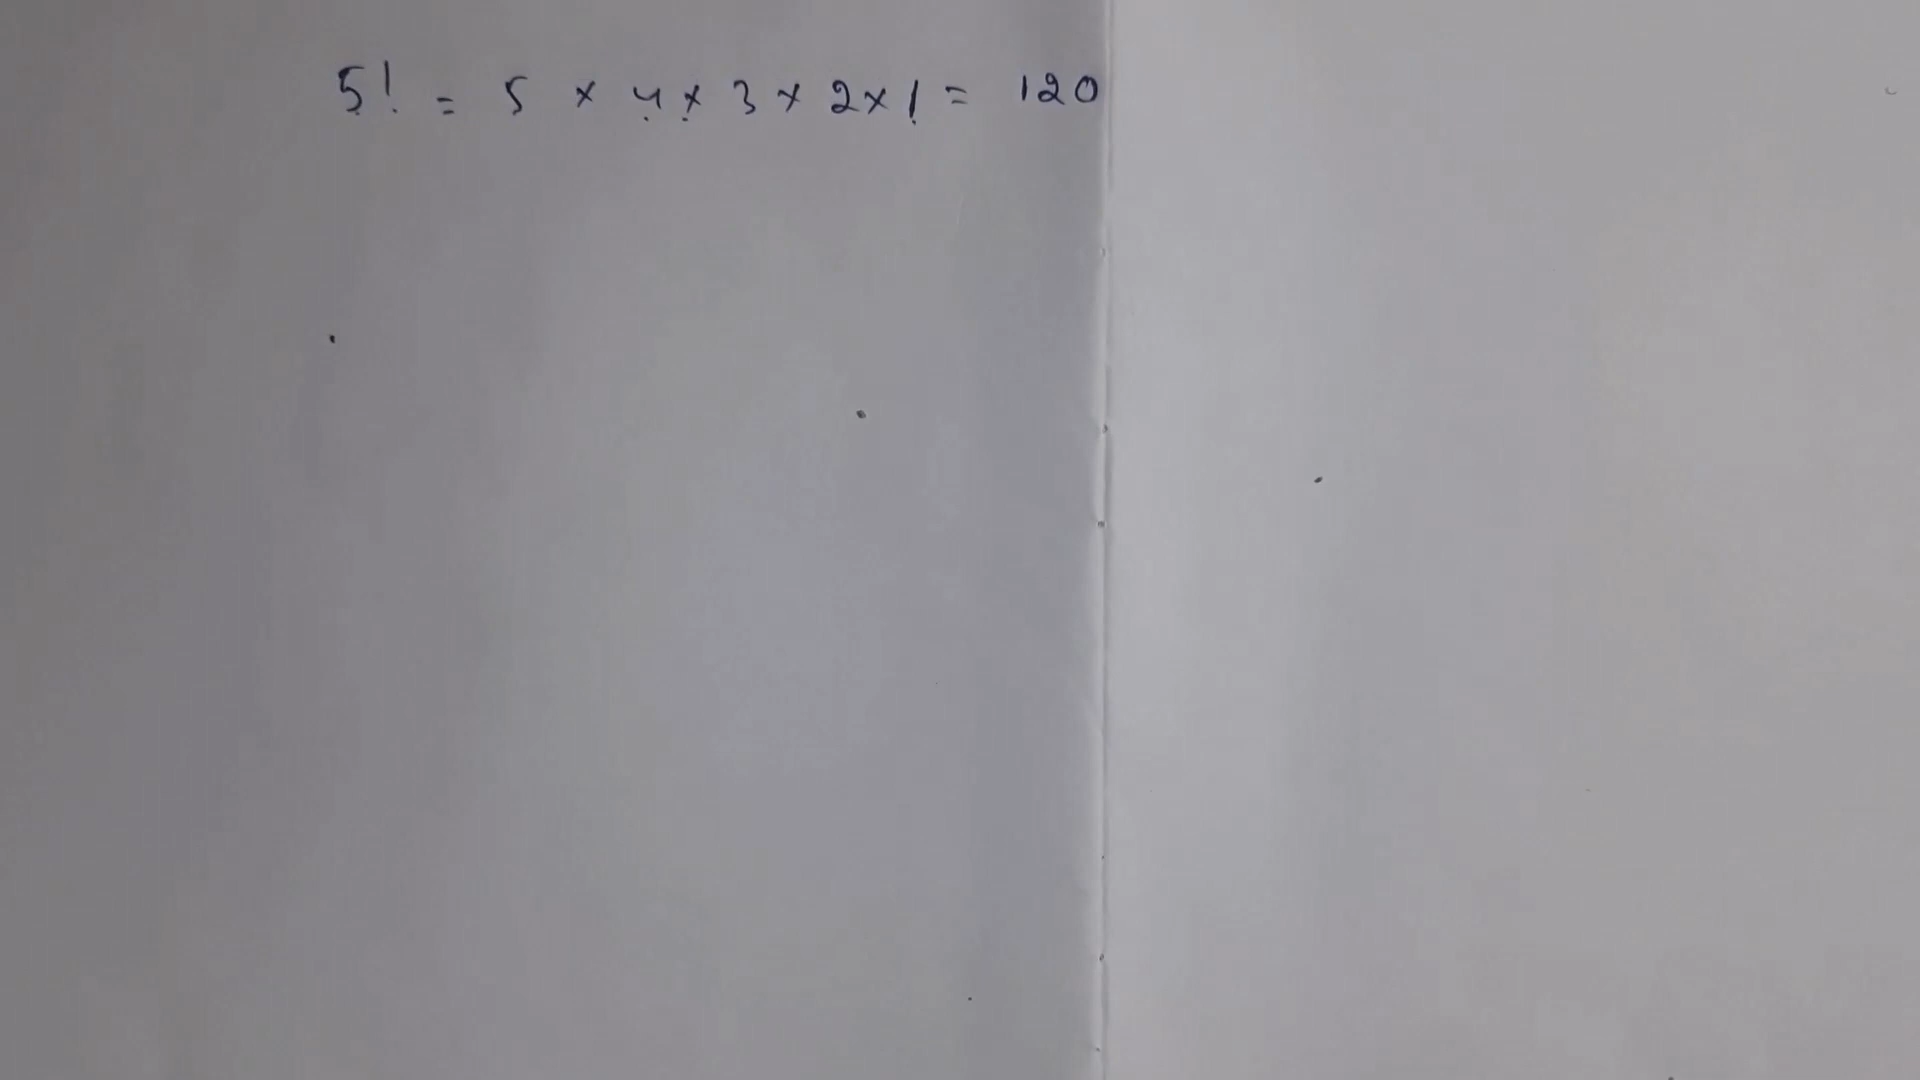 5! = 5 × 4 × 3 × 2 × 1 = 120